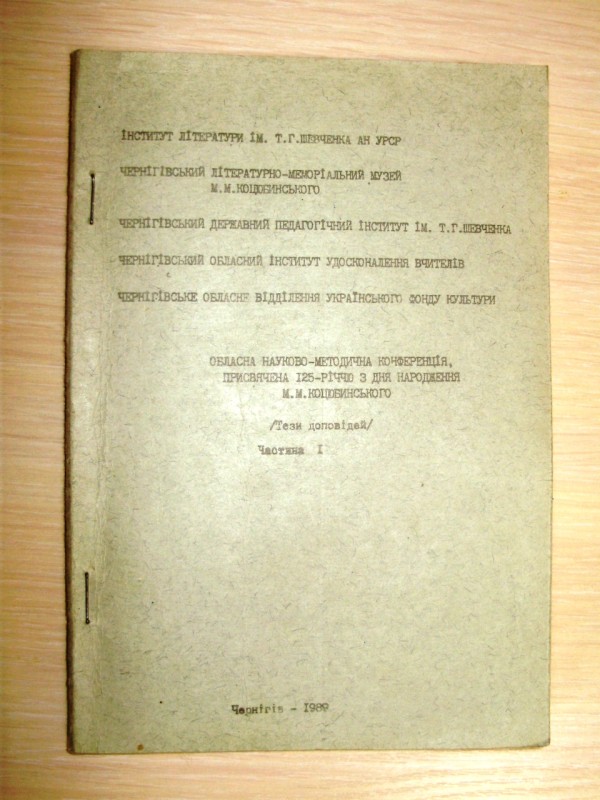 ІНСТИТУТ ЛІТЕРАТУРИ ІМ. Т.Г.ШЕВЧЕНКА АН УРСР
ЧЕРНІГІВСЬКИЙ ЛІТЕРАТУРНО-МЕМОРІАЛЬНИЙ МУЗЕЙ
М.М.КОЦЮБИНСЬКОГО
ЧЕРНІГІВСЬКИЙ ДЕРЖАВНИЙ ПЕДАГОГІЧНИЙ ІНСТИТУТ ІМ. Т.Г.ШЕВЧЕНКА
ЧЕРНІГІВСЬКИЙ ОБЛАСНИЙ ІНСТИТУТ УДОСКОНАЛЕННЯ ВЧИТЕЛІВ
ЧЕРНІГІВСЬКЕ ОБЛАСНЕ ВІДДІЛЕННЯ УКРАЇНСЬКОГО ФОНДУ КУЛЬТУРИ
ОБЛАСНА НАУКОВО-МЕТОДИЧНА КОНФЕРЕНЦІЯ,
ПРИСВЯЧЕНА 125-РІЧЧЮ З ДНЯ НАРОДЖЕННЯ
М.М.КОЦЮБИНСЬКОГО
/Тези доповідей/
Частина I
Чернігів - 1989